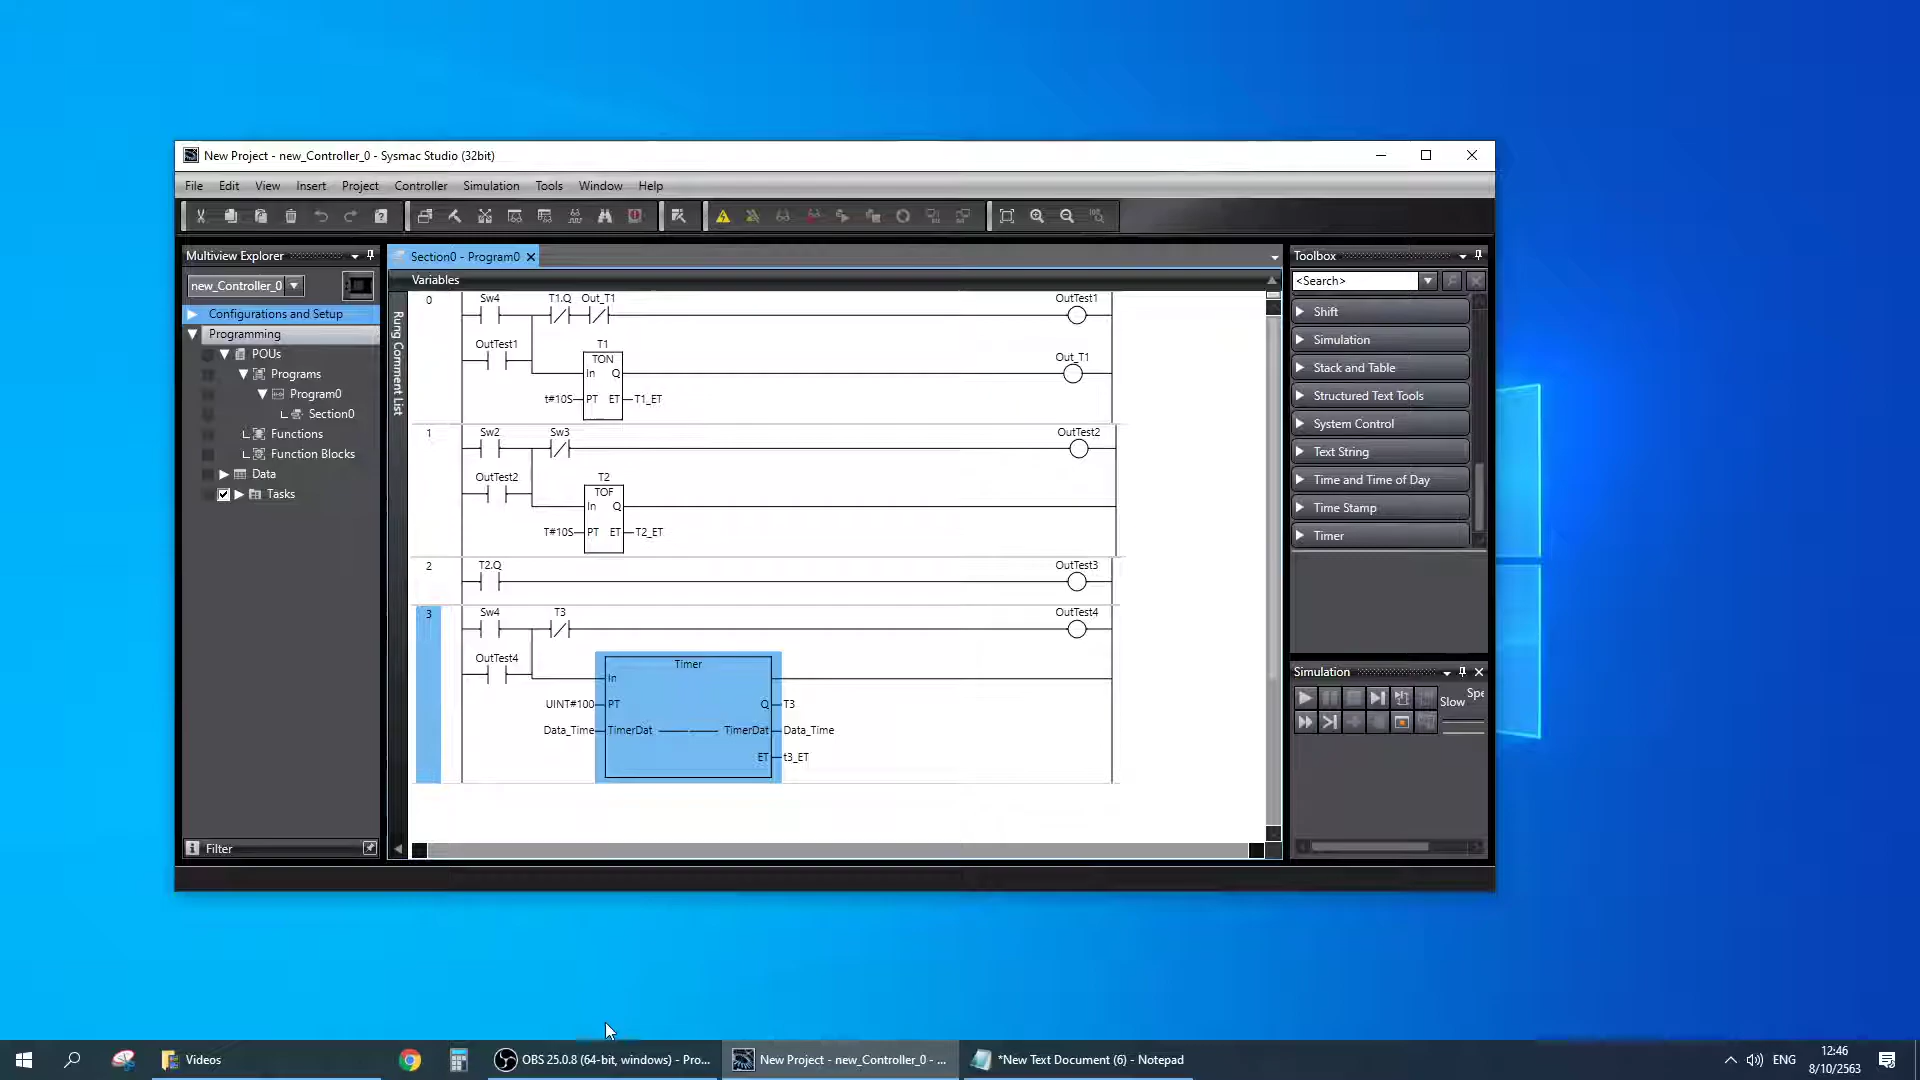 New Project - new_Controller_0 - Sysmac Studio (32bit)
File Edit View Insert Project Controller Simulation Tools Window Help
Multiview Explorer
new_Controller_0
Configurations and Setup
Programming
POUs
Programs
Program0
Section0
Functions
Function Blocks
Data
Tasks
Filter
Section0 - Program0
Variables
Rung Comment List
0
Sw4 T1.Q Out_T1 OutTest1
OutTest1 T1 Out_T1
TON
In Q
t#10S PT ET T1_ET
1
Sw2 Sw3 OutTest2
OutTest2 T2
TOF
In Q
T#10S PT ET T2_ET
2
T2.Q OutTest3
3
Sw4 T3 OutTest4
OutTest4 Timer
In
UINT#100 PT Q T3
Data_Time TimerDat TimerDat Data_Time
ET t3_ET
Toolbox
<Search>
Shift
Simulation
Stack and Table
Structured Text Tools
System Control
Text String
Time and Time of Day
Time Stamp
Timer
Simulation
Spe
Slow
Videos
OBS 25.0.8 (64-bit, windows) - Pro...
New Project - new_Controller_0 - ...
*New Text Document (6) - Notepad
ENG
12:46
8/10/2563